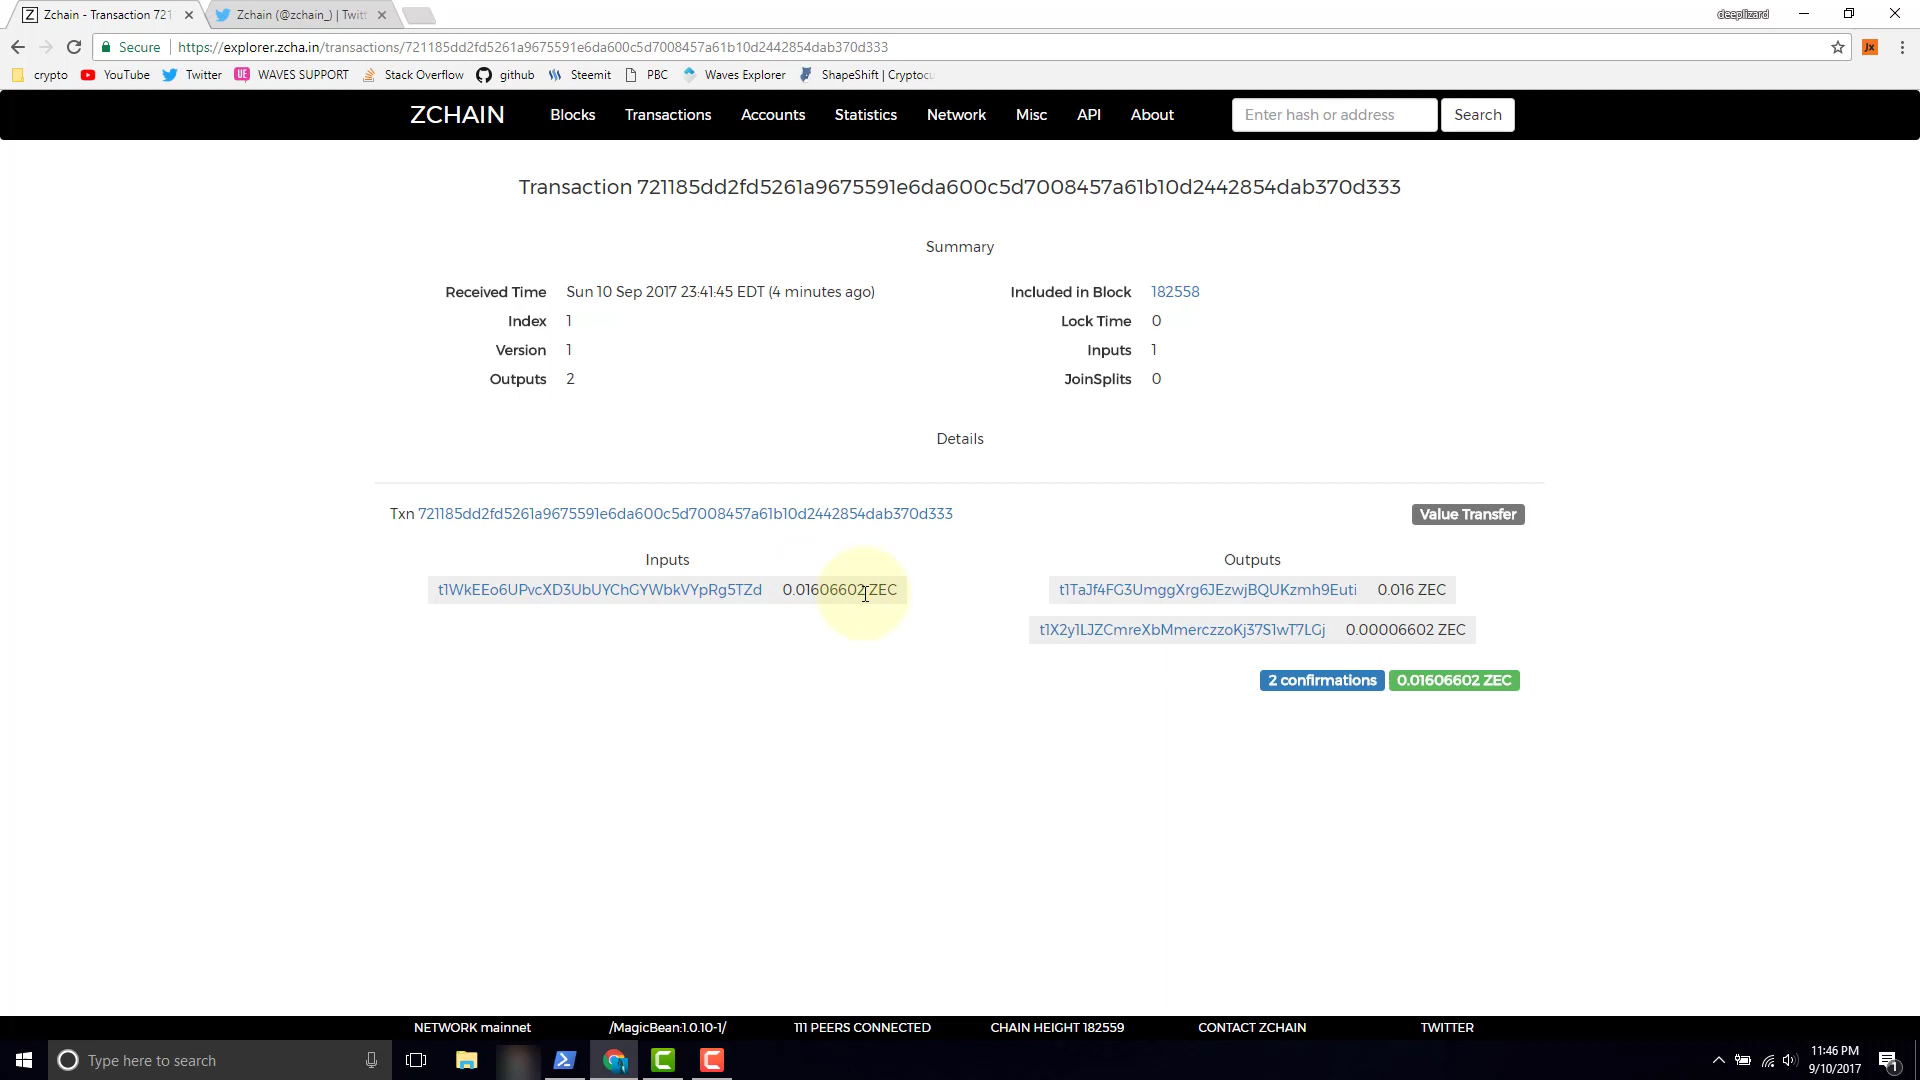 Zchain - Transaction 721
Zchain (@zchain_) | Twitt
deeplizard
Secure
https://explorer.zcha.in/transactions/721185dd2fd5261a9675591e6da600c5d7008457a61b10d2442854dab370d333
Jx
crypto YouTube Twitter UE WAVES SUPPORT Stack Overflow github Steemit PBC Waves Explorer ShapeShift | Cryptocu
ZCHAIN Blocks Transactions Accounts Statistics Network Misc API About Enter hash or address Search
Transaction 721185dd2fd5261a9675591e6da600c5d7008457a61b10d2442854dab370d333
Summary
Received Time Sun 10 Sep 2017 23:41:45 EDT (4 minutes ago) Included in Block 182558
Index 1 Lock Time 0
Version 1 Inputs 1
Outputs 2 JoinSplits 0
Details
Txn 721185dd2fd5261a9675591e6da600c5d7008457a61b10d2442854dab370d333 Value Transfer
Inputs Outputs
t1WkEEo6UPvcXD3UbUYChGYWbkVYpRg5TZd 0.01606602 ZEC t1TaJf4FG3UmggXrg6JEzwjBQUKzmh9Euti 0.016 ZEC
t1X2y1LJZCmreXbMmerczzoKj37S1wT7LGj 0.00006602 ZEC
2 confirmations 0.01606602 ZEC
NETWORK mainnet /MagicBean:1.0.10-1/ 111 PEERS CONNECTED CHAIN HEIGHT 182559 CONTACT ZCHAIN TWITTER
Type here to search
11:46 PM
9/10/2017
1